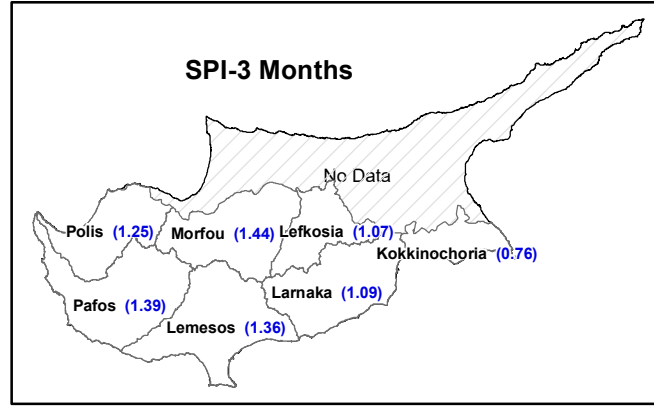 SPI-3 Months
No Data
Polis (1.25)
Morfou (1.44)
Lefkosia (1.07)
Kokkinochoria (0.76)
Pafos (1.39)
Larnaka (1.09)
Lemesos (1.36)